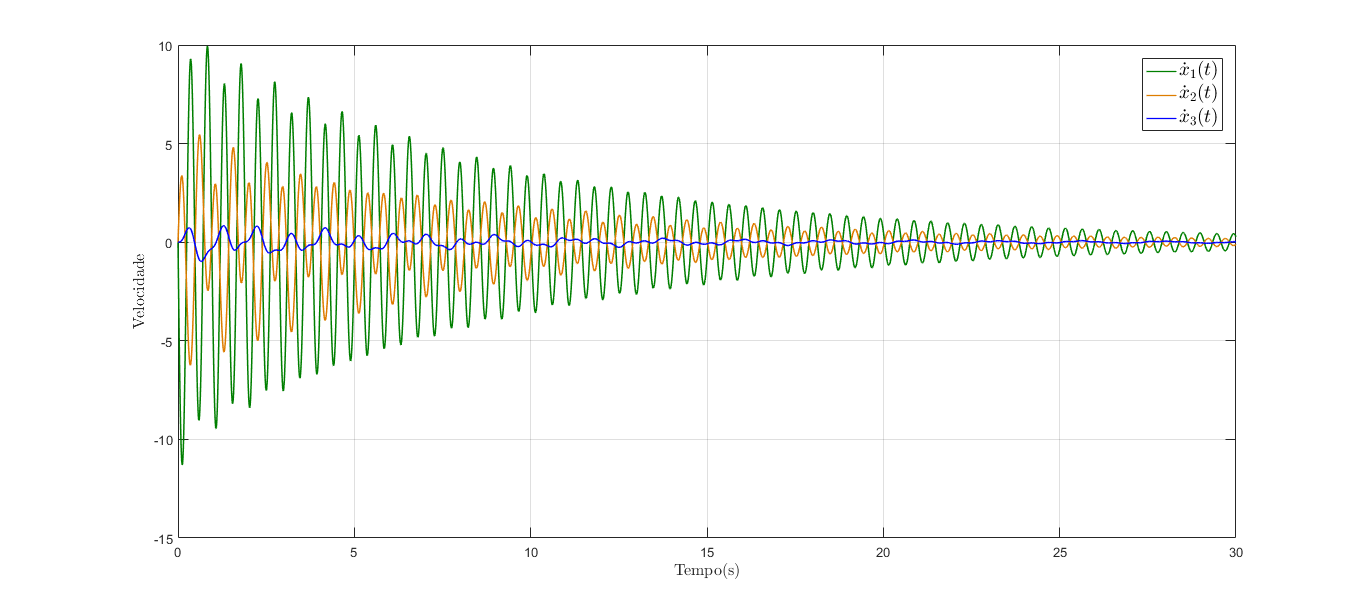 10
5
0
-5
-10
-15
Velocidade
0 5 10 15 20 25 30
Tempo(s)
ẋ₁(t)
ẋ₂(t)
ẋ₃(t)